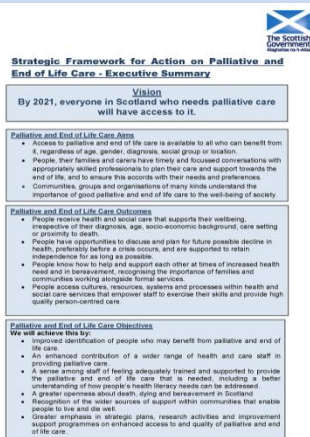 The Scottish
Government
Riaghaltas na h-Alba
Strategic Framework for Action on Palliative and
End of Life Care - Executive Summary
Vision
By 2021, everyone in Scotland who needs palliative care
will have access to it.
Palliative and End of Life Care Aims
• Access to palliative and end of life care is available to all who can benefit from
it, regardless of age, gender, diagnosis, social group or location.
• People, their families and carers have timely and focussed conversations with
appropriately skilled professionals to plan their care and support towards the
end of life, and to ensure this accords with their needs and preferences.
• Communities, groups and organisations of many kinds understand the
importance of good palliative and end of life care to the well-being of society.
Palliative and End of Life Care Outcomes
• People receive health and social care that supports their wellbeing,
irrespective of their diagnosis, age, socio-economic background, care setting
or proximity to death.
• People have opportunities to discuss and plan for future possible decline in
health, preferably before a crisis occurs, and are supported to retain
independence for as long as possible.
• People know how to help and support each other at times of increased health
need and in bereavement, recognising the importance of families and
communities working alongside formal services.
• People access cultures, resources, systems and processes within health and
social care services that empower staff to exercise their skills and provide high
quality person-centred care.
Palliative and End of Life Care Objectives
We will achieve this by:
• Improved identification of people who may benefit from palliative and end of
life care.
• An enhanced contribution of a wider range of health and care staff in
providing palliative care.
• A sense among staff of feeling adequately trained and supported to provide
the palliative and end of life care that is needed, including a better
understanding of how people's health literacy needs can be addressed.
• A greater openness about death, dying and bereavement in Scotland
• Recognition of the wider sources of support within communities that enable
people to live and die well.
• Greater emphasis in strategic plans, research activities and improvement
support programmes on enhanced access to and quality of palliative and end
of life care.